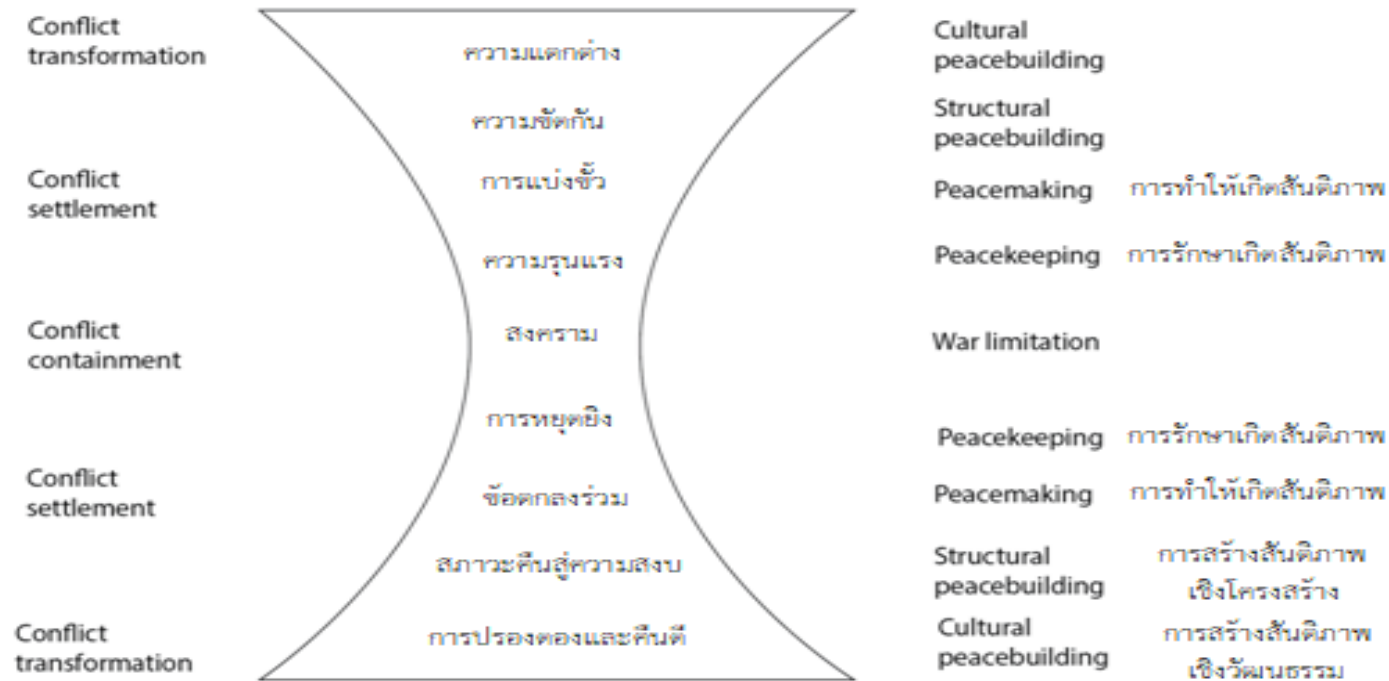 Conflict
transformation
ความแตกต่าง
Cultural
peacebuilding
ความขัดกัน
Structural
peacebuilding
Conflict
settlement
การแบ่งขั้ว
Peacemaking การทำให้เกิดสันติภาพ
ความรุนแรง
Peacekeeping การรักษาเกิดสันติภาพ
Conflict
containment
สงคราม
War limitation
การหยุดยิง
Peacekeeping การรักษาเกิดสันติภาพ
Conflict
settlement
ข้อตกลงร่วม
Peacemaking การทำให้เกิดสันติภาพ
สภาวะคืนสู่ความสงบ
Structural
peacebuilding
การสร้างสันติภาพ
เชิงโครงสร้าง
Conflict
transformation
การปรองดองและคืนดี
Cultural
peacebuilding
การสร้างสันติภาพ
เชิงวัฒนธรรม